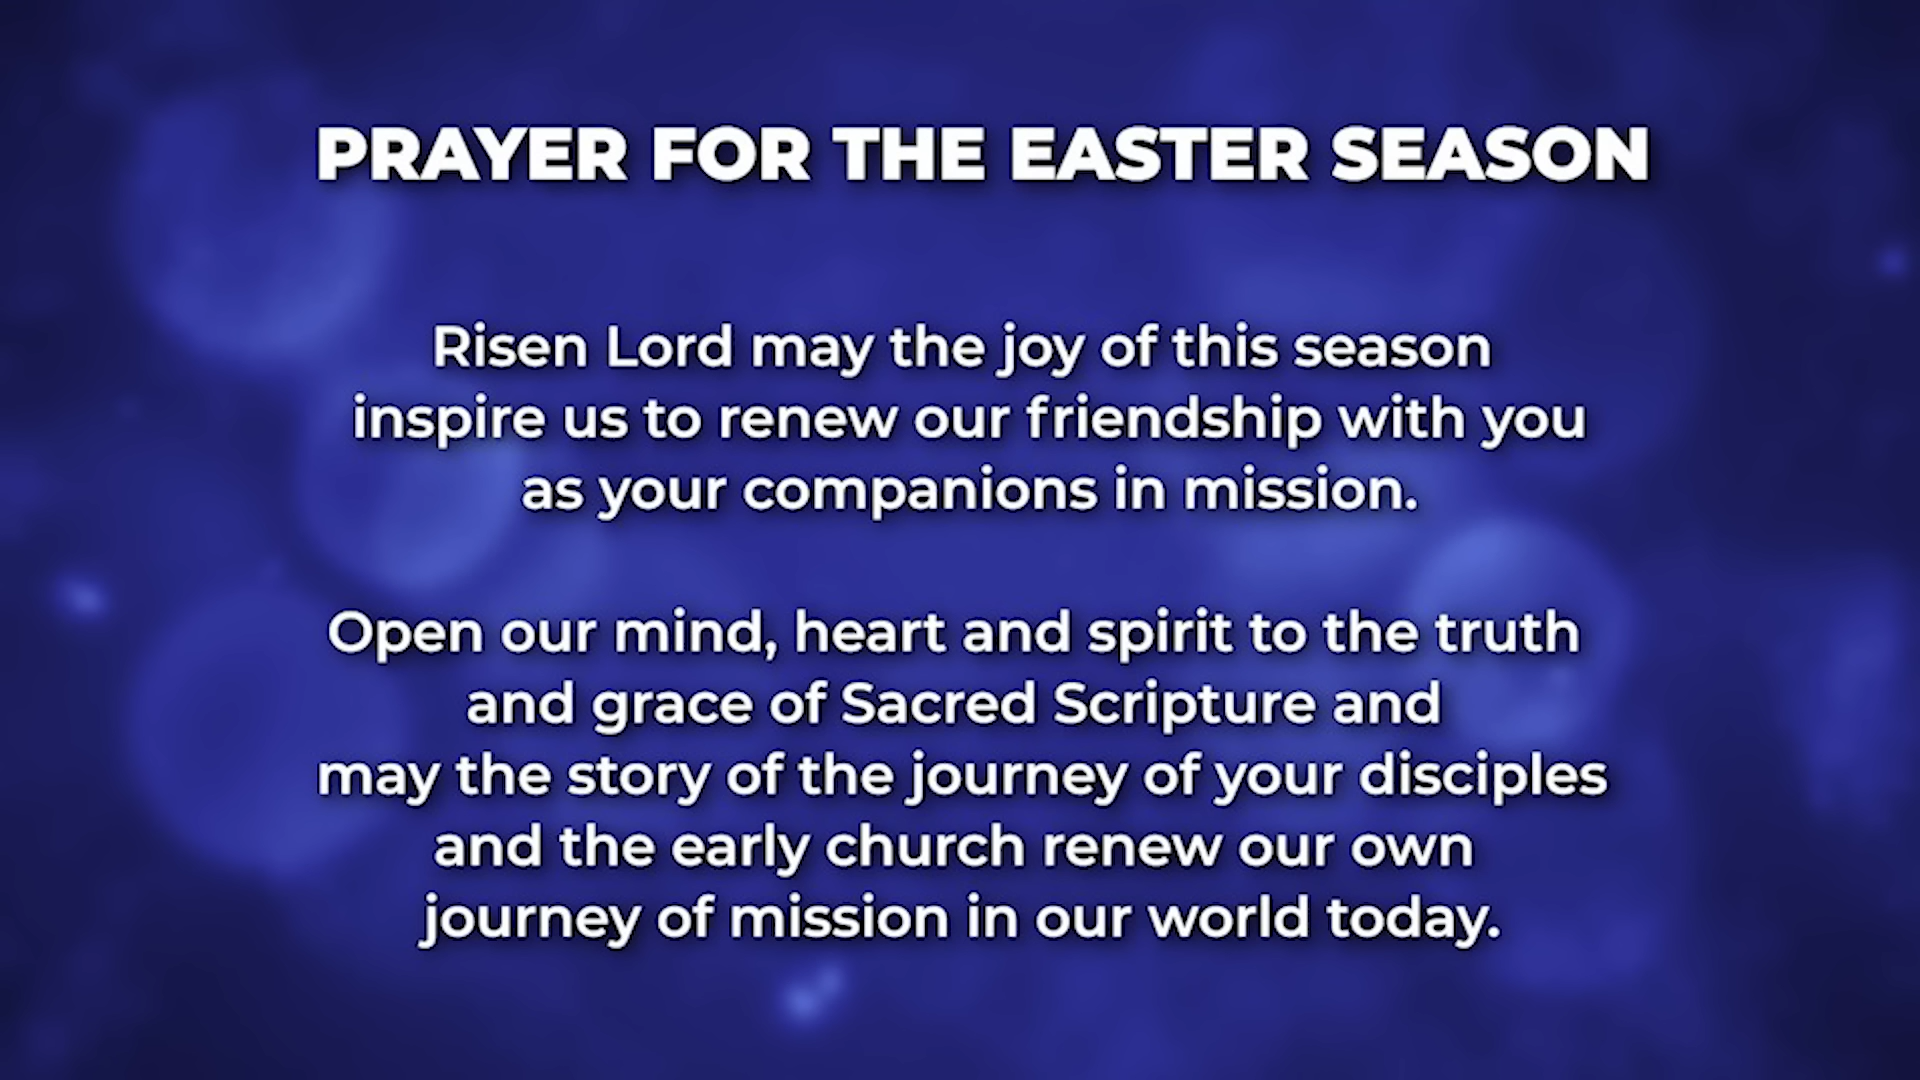 PRAYER FOR THE EASTER SEASON
Risen Lord may the joy of this season
inspire us to renew our friendship with you
as your companions in mission.
Open our mind, heart and spirit to the truth
and grace of Sacred Scripture and
may the story of the journey of your disciples
and the early church renew our own
journey of mission in our world today.